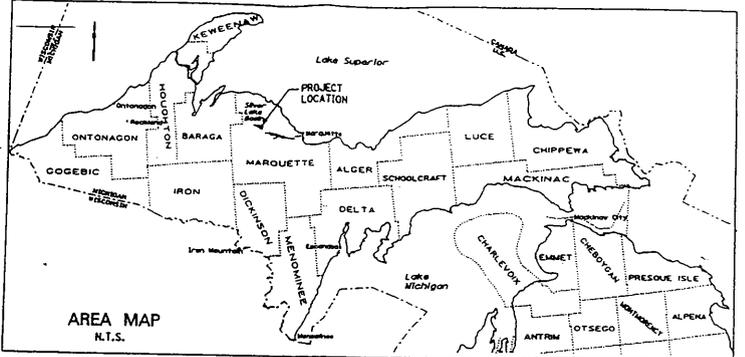 KEWEENAW
Lake Superior
CANADA
U.S.
PROJECT
LOCATION
Ontonagon
Rockland
HOUGHTON
Silver
Lake
Basin
Marquette
ONTONAGON
BARAGA
LUCE
CHIPPEWA
GOGEBIC
MARQUETTE
ALGER
SCHOOLCRAFT
MACKINAC
IRON
MICHIGAN
WISCONSIN
DICKINSON
DELTA
Mackinaw City
Iron Mountain
MENOMINEE
Escanaba
CHARLEVOIX
EMMET
CHEBOYGAN
PRESQUE ISLE
Lake
Michigan
AREA MAP
N.T.S.
Menominee
ANTRIM
OTSEGO
MONTMORENCY
ALPENA